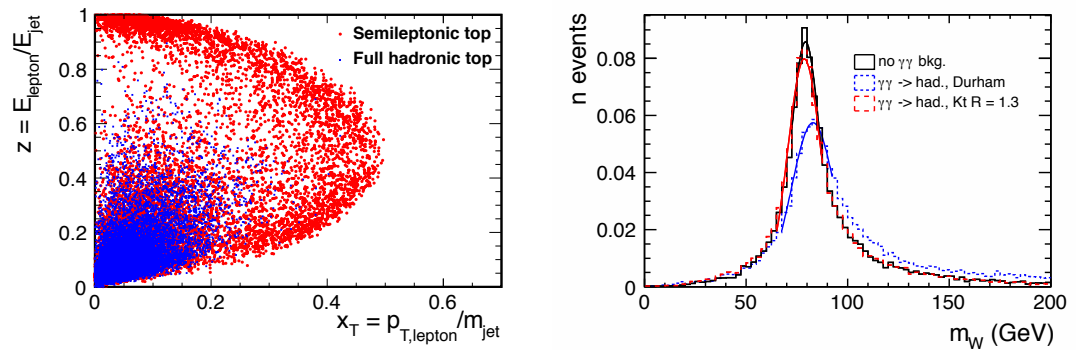 z = E_lepton/E_jet
1
0.8
0.6
0.4
0.2
0
Semileptonic top
Full hadronic top
0 0.2 0.4 0.6
x_T = p_T,lepton/m_jet
n events
0.08
0.06
0.04
0.02
0
no γγ bkg.
γγ -> had., Durham
γγ -> had., Kt R = 1.3
0 50 100 150 200
m_W (GeV)